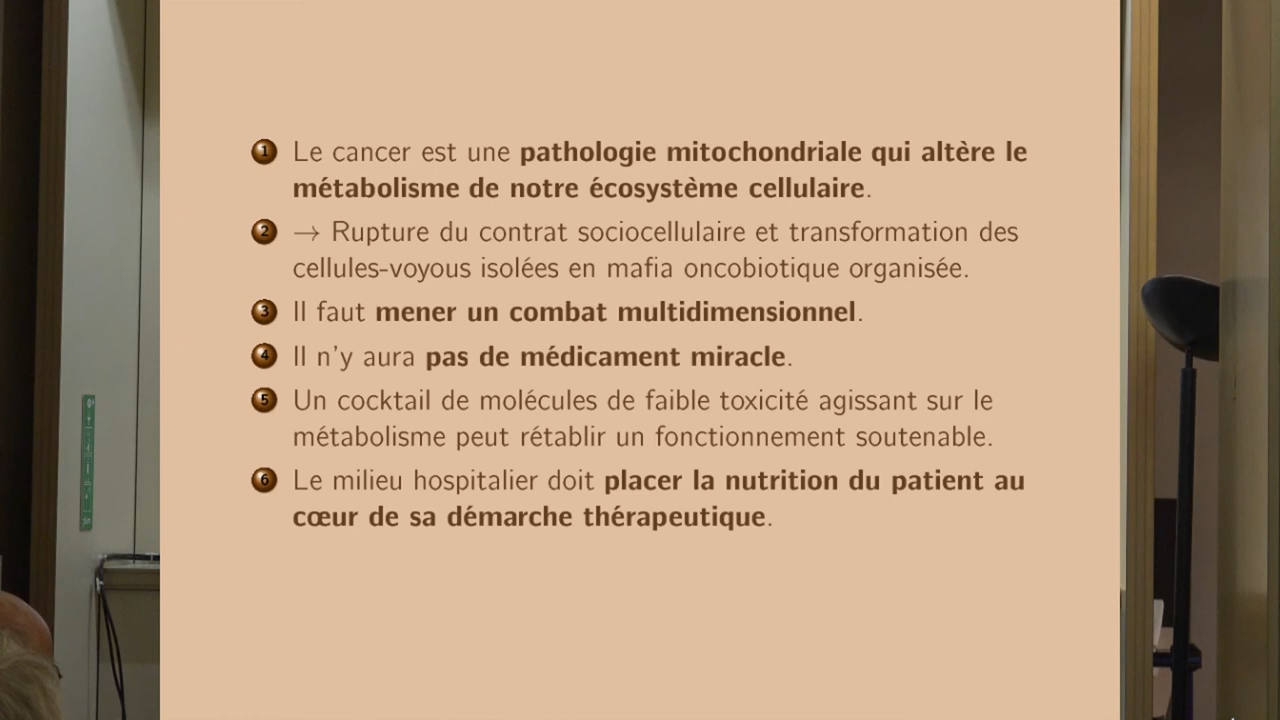 1 Le cancer est une pathologie mitochondriale qui altère le
métabolisme de notre écosystème cellulaire.
2 → Rupture du contrat sociocellulaire et transformation des
cellules-voyous isolées en mafia oncobiotique organisée.
3 Il faut mener un combat multidimensionnel.
4 Il n'y aura pas de médicament miracle.
5 Un cocktail de molécules de faible toxicité agissant sur le
métabolisme peut rétablir un fonctionnement soutenable.
6 Le milieu hospitalier doit placer la nutrition du patient au
cœur de sa démarche thérapeutique.